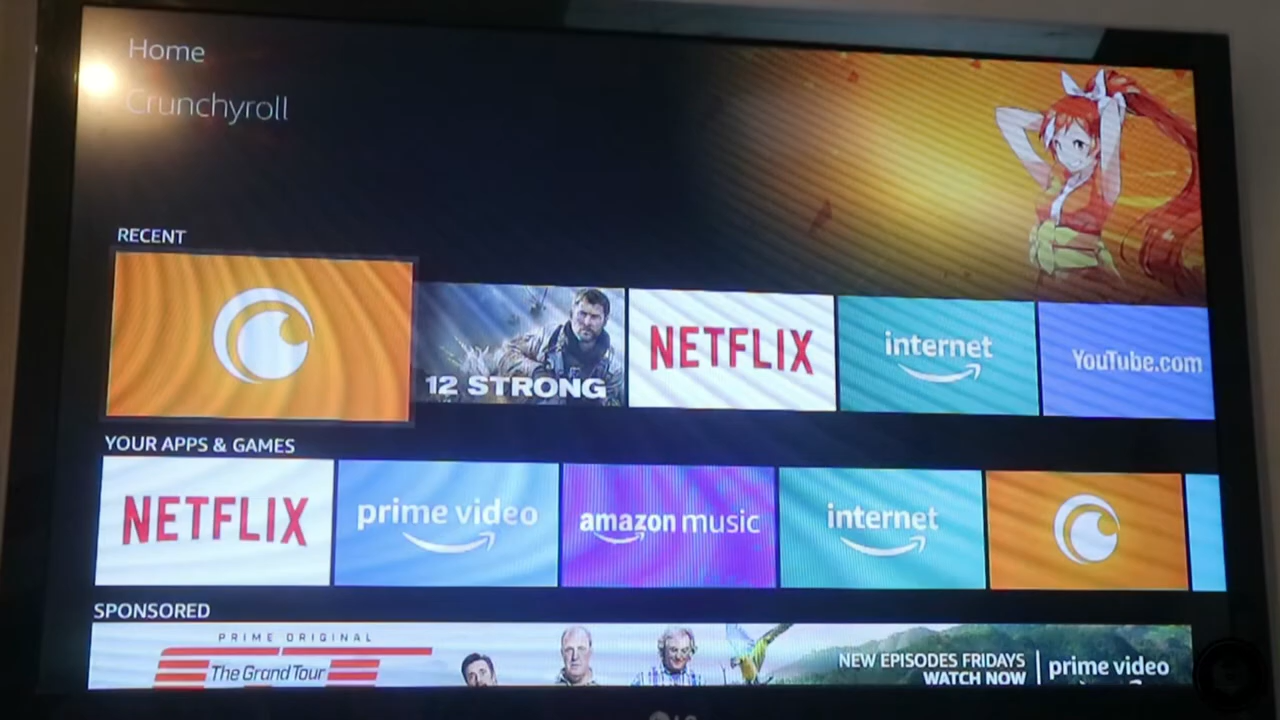 Home
Crunchyroll
RECENT
12 STRONG
NETFLIX
internet
YouTube.com
YOUR APPS & GAMES
NETFLIX
prime video
amazon music
internet
SPONSORED
PRIME ORIGINAL
The Grand Tour
NEW EPISODES FRIDAYS
WATCH NOW
prime video
LG